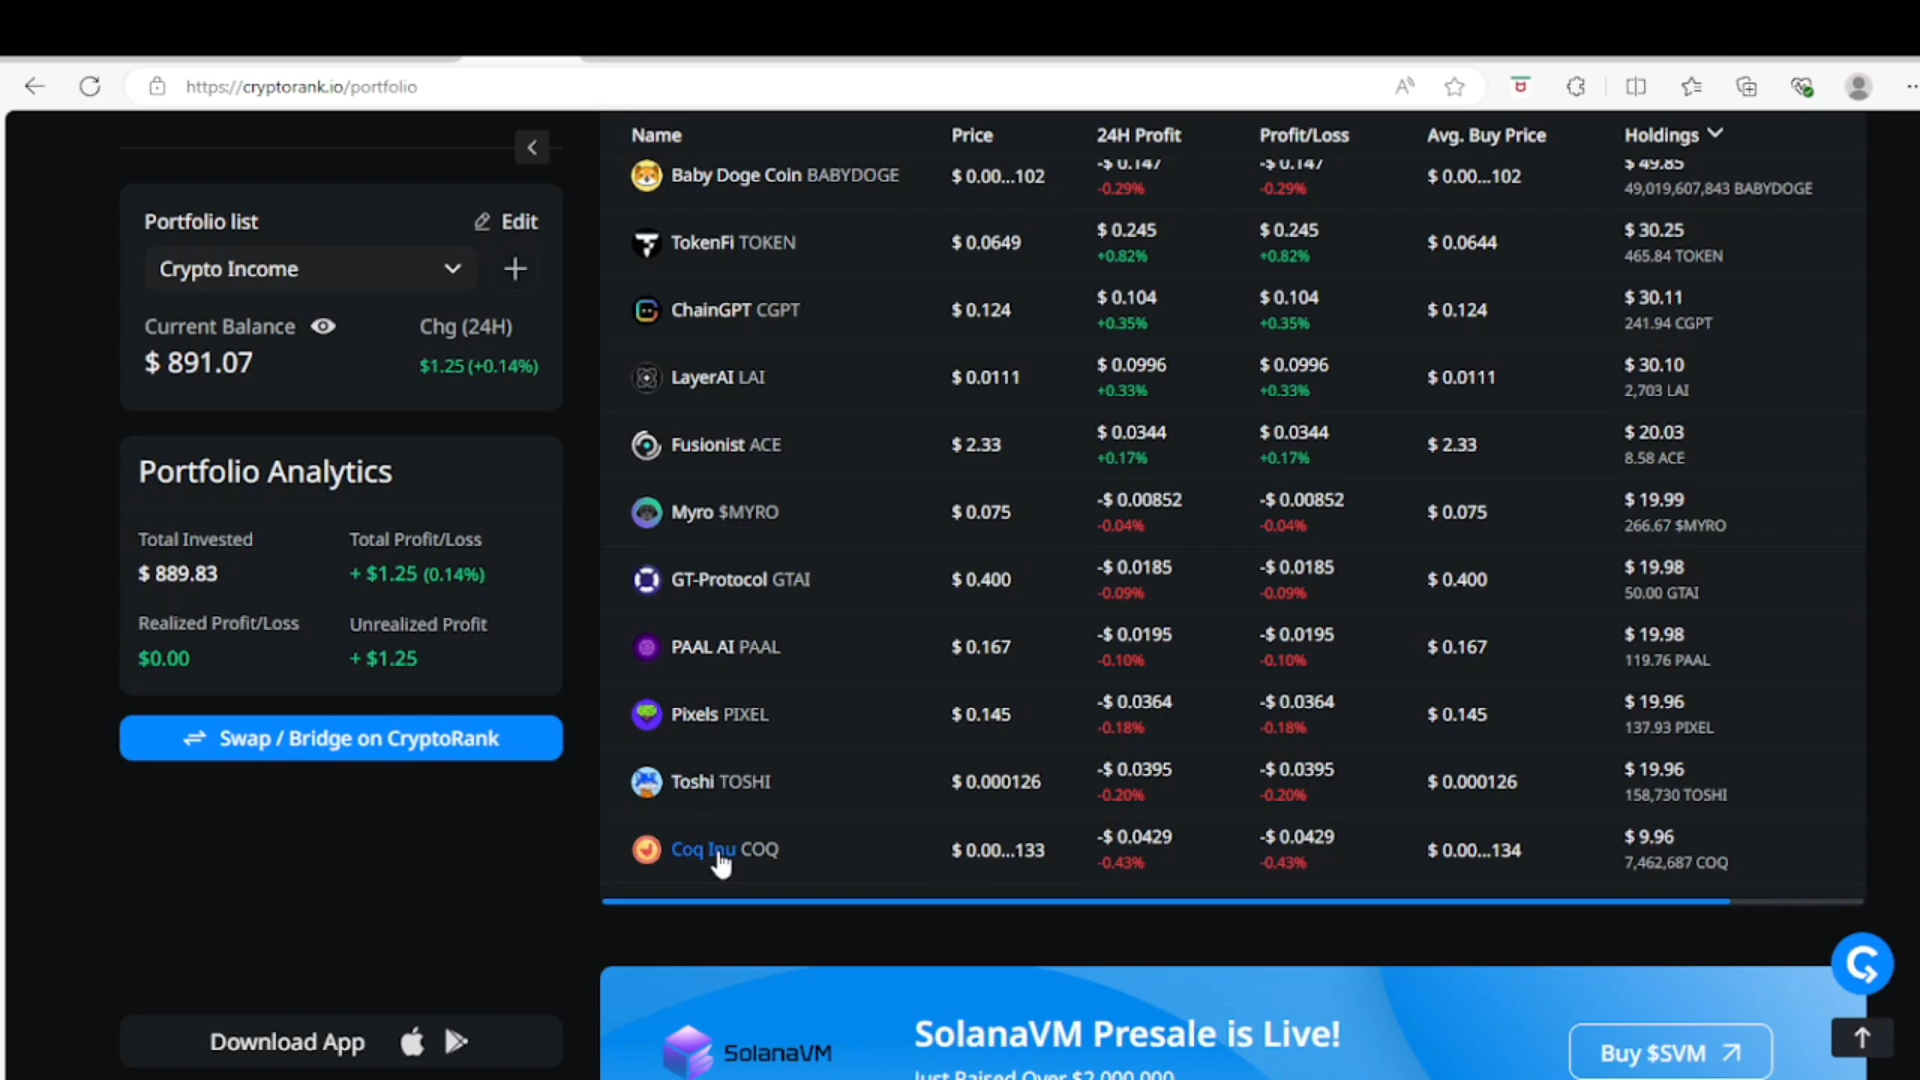 https://cryptorank.io/portfolio
Name Price 24H Profit Profit/Loss Avg. Buy Price Holdings
Baby Doge Coin BABYDOGE $ 0.00...102 -$ 0.147 -$ 0.147 $ 0.00...102 $ 49.85
-0.29% -0.29% 49,019,607,843 BABYDOGE
TokenFi TOKEN $ 0.0649 $ 0.245 $ 0.245 $ 0.0644 $ 30.25
+0.82% +0.82% 465.84 TOKEN
ChainGPT CGPT $ 0.124 $ 0.104 $ 0.104 $ 0.124 $ 30.11
+0.35% +0.35% 241.94 CGPT
LayerAI LAI $ 0.0111 $ 0.0996 $ 0.0996 $ 0.0111 $ 30.10
+0.33% +0.33% 2,703 LAI
Fusionist ACE $ 2.33 $ 0.0344 $ 0.0344 $ 2.33 $ 20.03
+0.17% +0.17% 8.58 ACE
Myro $MYRO $ 0.075 -$ 0.00852 -$ 0.00852 $ 0.075 $ 19.99
-0.04% -0.04% 266.67 $MYRO
GT-Protocol GTAI $ 0.400 -$ 0.0185 -$ 0.0185 $ 0.400 $ 19.98
-0.09% -0.09% 50.00 GTAI
PAAL AI PAAL $ 0.167 -$ 0.0195 -$ 0.0195 $ 0.167 $ 19.98
-0.10% -0.10% 119.76 PAAL
Pixels PIXEL $ 0.145 -$ 0.0364 -$ 0.0364 $ 0.145 $ 19.96
-0.18% -0.18% 137.93 PIXEL
Toshi TOSHI $ 0.000126 -$ 0.0395 -$ 0.0395 $ 0.000126 $ 19.96
-0.20% -0.20% 158,730 TOSHI
Coq Inu COQ $ 0.00...133 -$ 0.0429 -$ 0.0429 $ 0.00...134 $ 9.96
-0.43% -0.43% 7,462,687 COQ
Portfolio list Edit
Crypto Income
Current Balance Chg (24H)
$ 891.07 $1.25 (+0.14%)
Portfolio Analytics
Total Invested Total Profit/Loss
$ 889.83 + $1.25 (0.14%)
Realized Profit/Loss Unrealized Profit
$0.00 + $1.25
Swap / Bridge on CryptoRank
Download App
SolanaVM
SolanaVM Presale is Live!
Just Raised Over $2,000,000
Buy $SVM